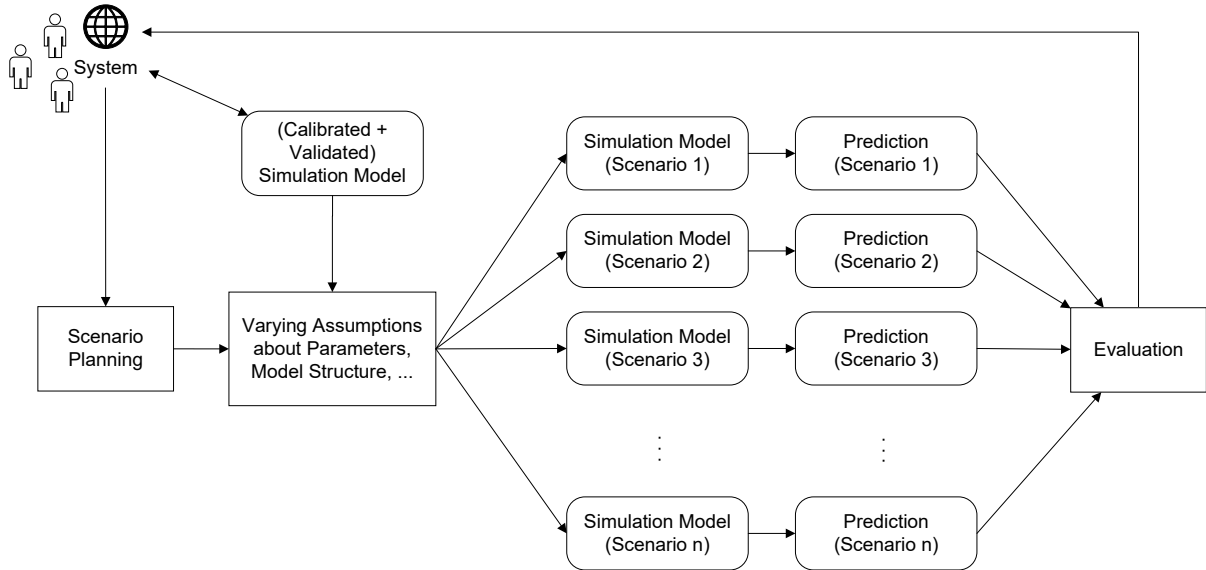 System
(Calibrated +
Validated)
Simulation Model
Scenario
Planning
Varying Assumptions
about Parameters,
Model Structure, ...
Simulation Model
(Scenario 1)
Prediction
(Scenario 1)
Simulation Model
(Scenario 2)
Prediction
(Scenario 2)
Simulation Model
(Scenario 3)
Prediction
(Scenario 3)
Simulation Model
(Scenario n)
Prediction
(Scenario n)
Evaluation